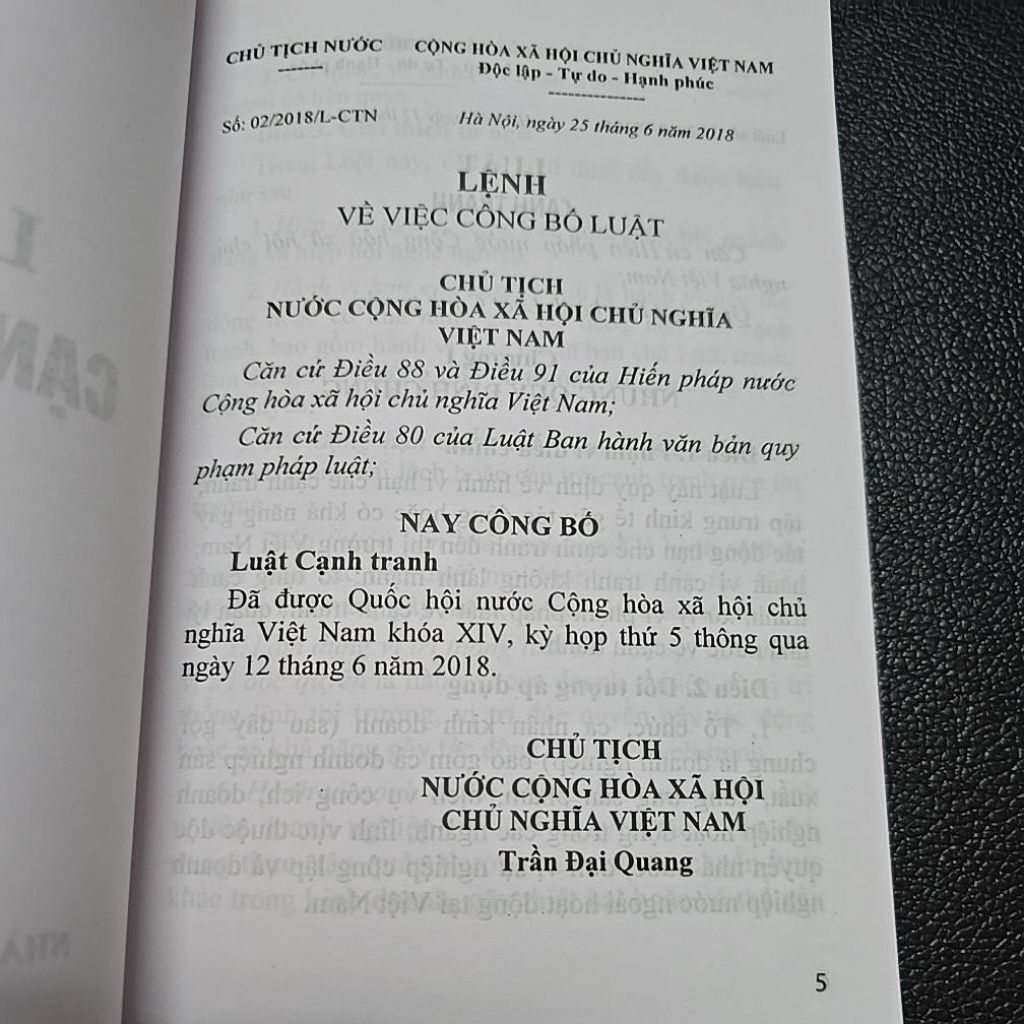 CHỦ TỊCH NƯỚC
-------
CỘNG HÒA XÃ HỘI CHỦ NGHĨA VIỆT NAM
Độc lập - Tự do - Hạnh phúc
---------------
Số: 02/2018/L-CTN
Hà Nội, ngày 25 tháng 6 năm 2018
LỆNH
VỀ VIỆC CÔNG BỐ LUẬT
CHỦ TỊCH
NƯỚC CỘNG HÒA XÃ HỘI CHỦ NGHĨA
VIỆT NAM
Căn cứ Điều 88 và Điều 91 của Hiến pháp nước
Cộng hòa xã hội chủ nghĩa Việt Nam;
Căn cứ Điều 80 của Luật Ban hành văn bản quy
phạm pháp luật;
NAY CÔNG BỐ
Luật Cạnh tranh
Đã được Quốc hội nước Cộng hòa xã hội chủ
nghĩa Việt Nam khóa XIV, kỳ họp thứ 5 thông qua
ngày 12 tháng 6 năm 2018.
CHỦ TỊCH
NƯỚC CỘNG HÒA XÃ HỘI
CHỦ NGHĨA VIỆT NAM
Trần Đại Quang
5